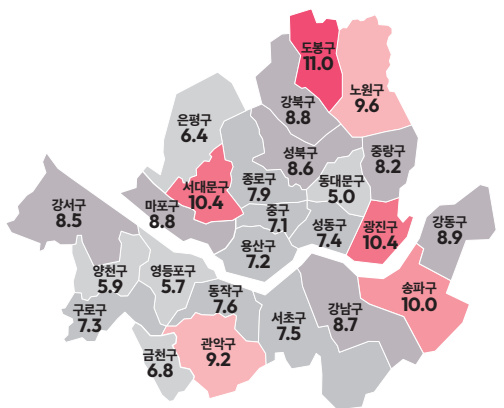 도봉구
11.0
노원구
9.6
강북구
8.8
은평구
6.4
성북구
8.6
중랑구
8.2
종로구
7.9
동대문구
5.0
서대문구
10.4
마포구
8.8
중구
7.1
성동구
7.4
광진구
10.4
강동구
8.9
강서구
8.5
용산구
7.2
양천구
5.9
영등포구
5.7
동작구
7.6
송파구
10.0
구로구
7.3
서초구
7.5
강남구
8.7
금천구
6.8
관악구
9.2